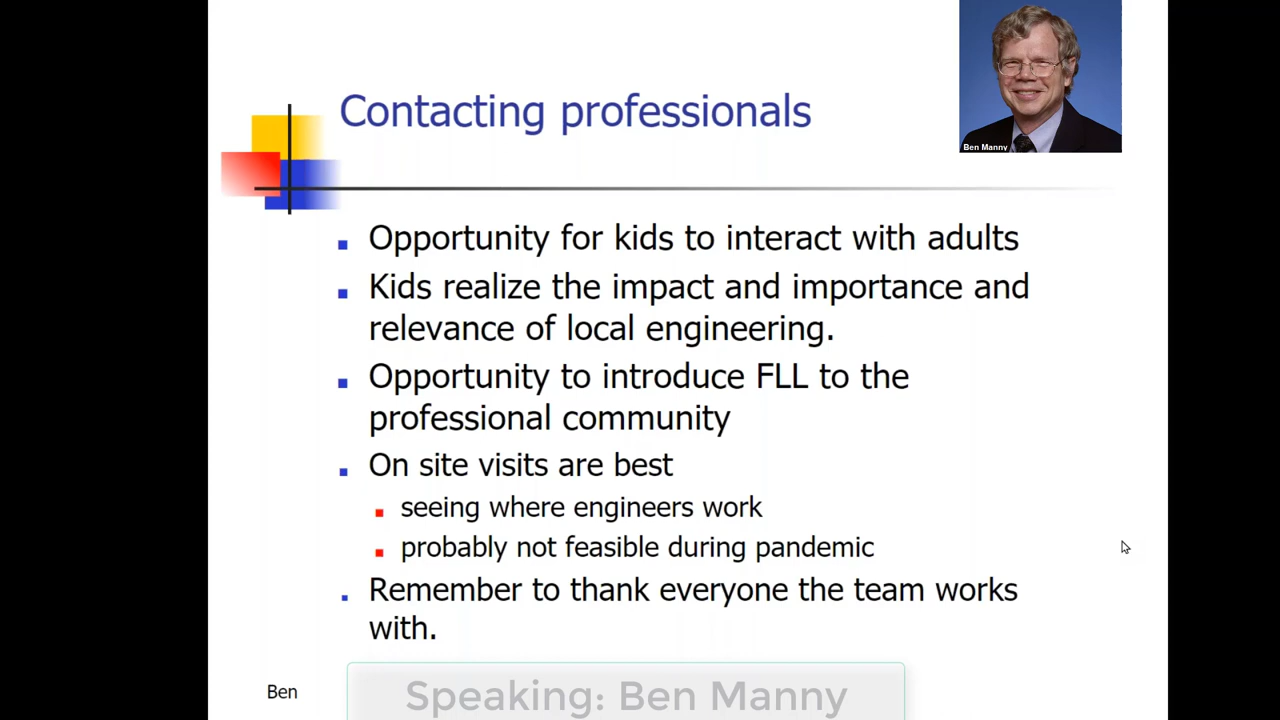 Contacting professionals
Ben Manny
Opportunity for kids to interact with adults
Kids realize the impact and importance and
relevance of local engineering.
Opportunity to introduce FLL to the
professional community
On site visits are best
seeing where engineers work
probably not feasible during pandemic
Remember to thank everyone the team works
with.
Ben
Speaking: Ben Manny